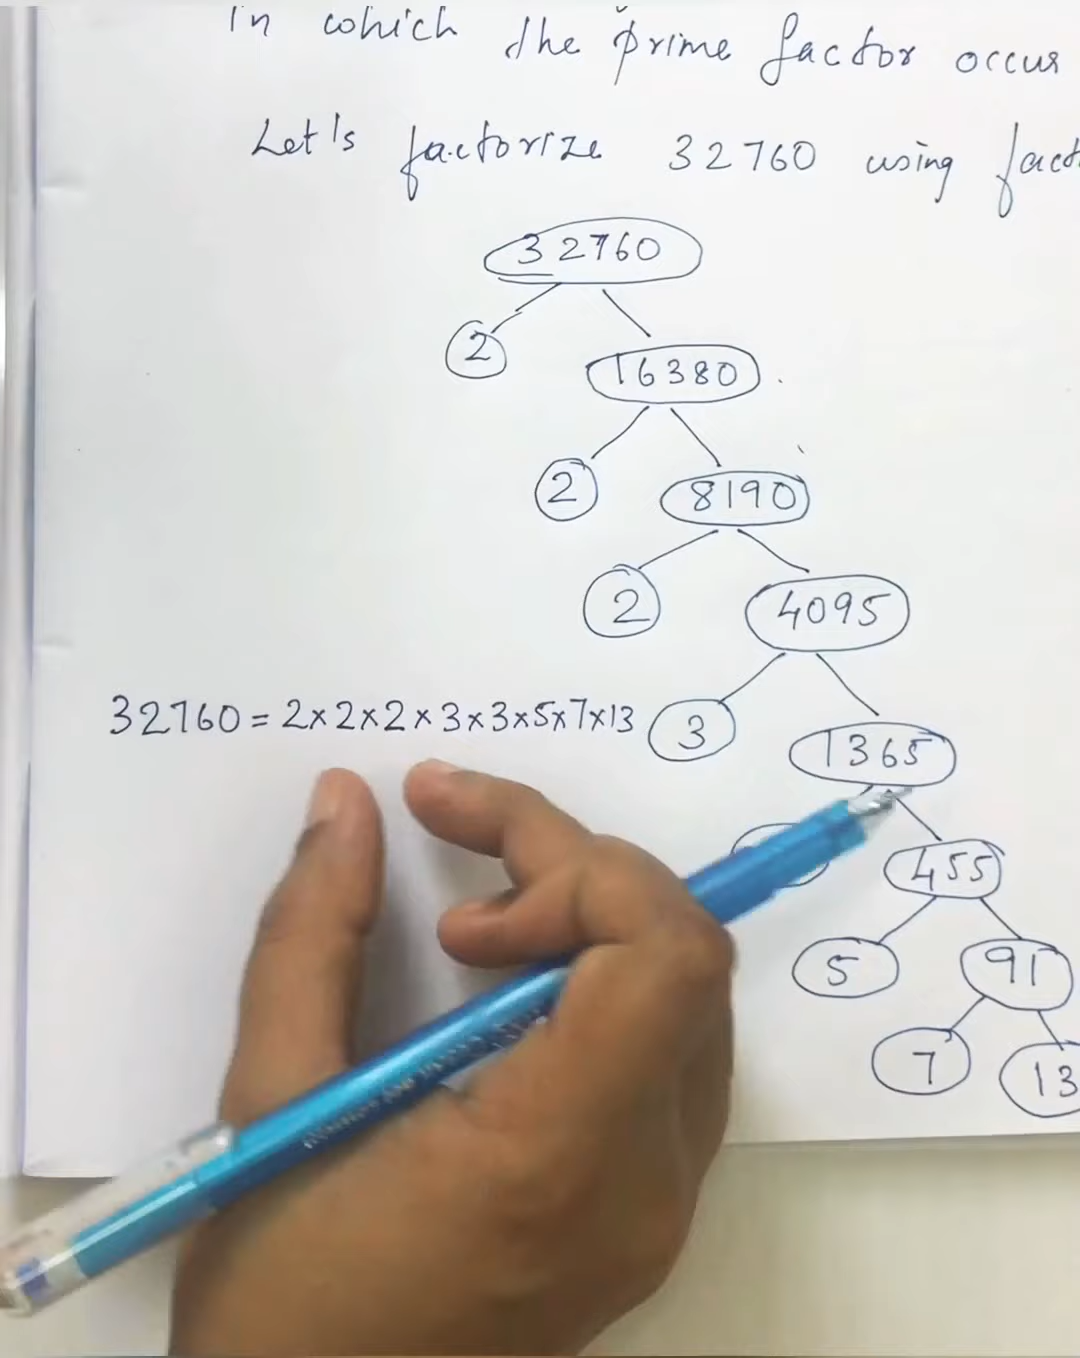 in which the prime factor occur
Let's factorize 32760 using fact
32760
2 16380
2 8190
2 4095
32760 = 2×2×2×3×3×5×7×13
3 1365
455
5 91
7 13